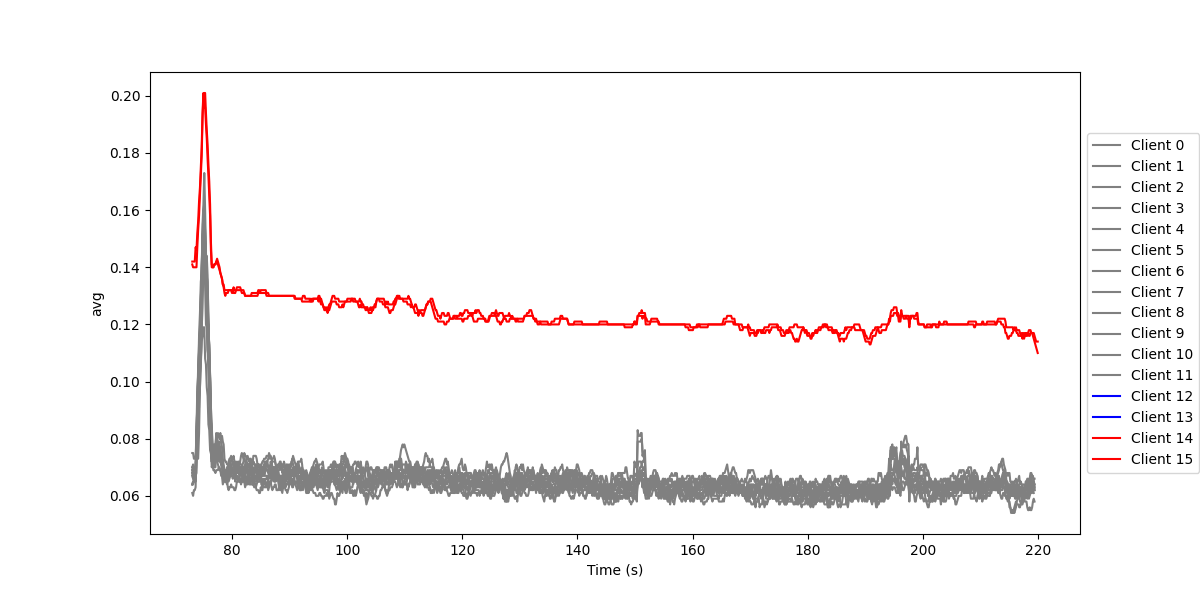 0.20
0.18
0.16
0.14
0.12
0.10
0.08
0.06
avg
80 100 120 140 160 180 200 220
Time (s)
Client 0
Client 1
Client 2
Client 3
Client 4
Client 5
Client 6
Client 7
Client 8
Client 9
Client 10
Client 11
Client 12
Client 13
Client 14
Client 15